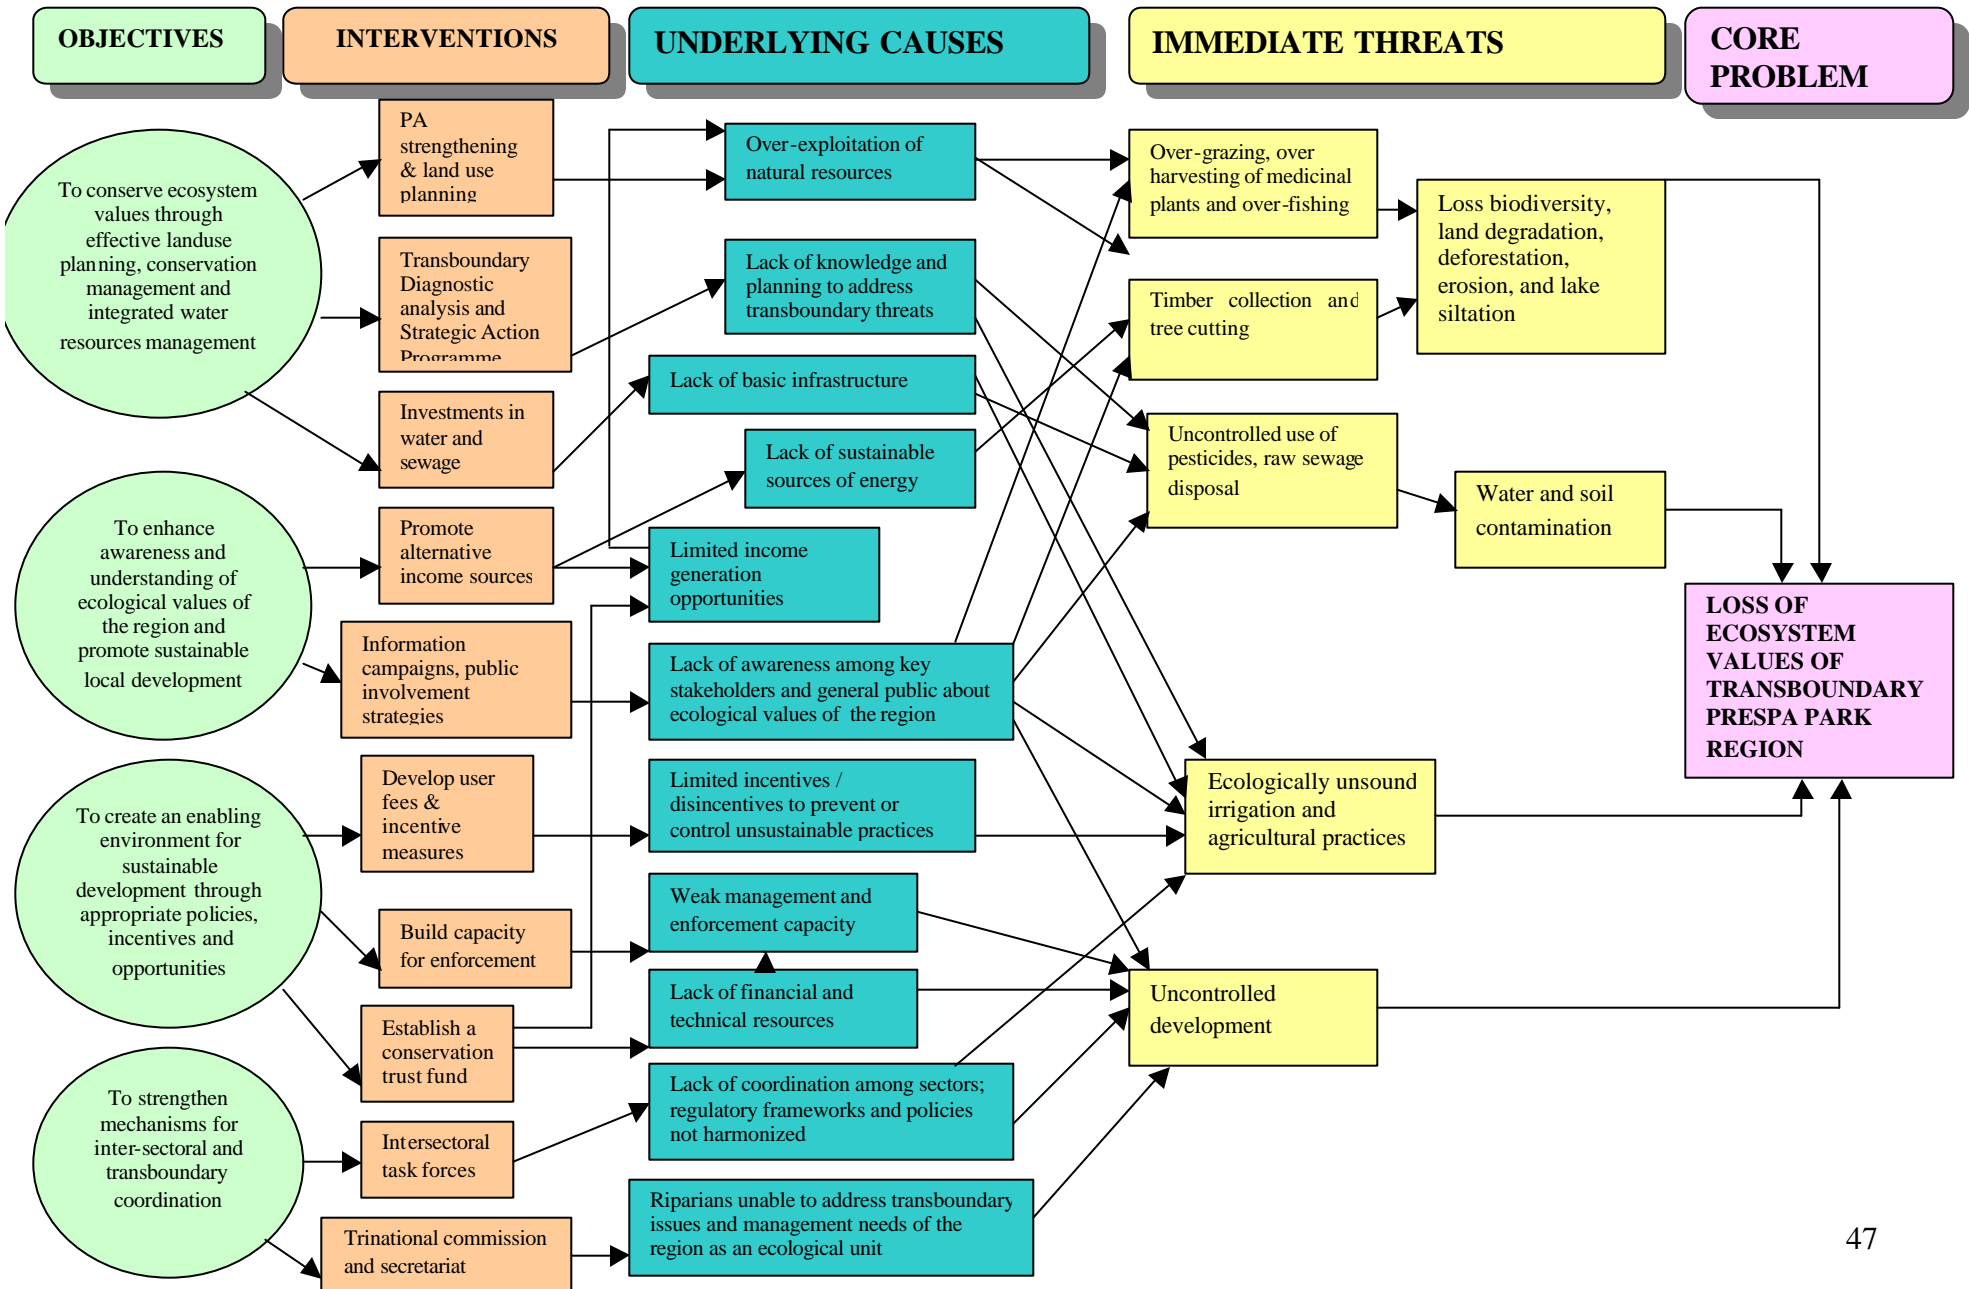 OBJECTIVES
INTERVENTIONS
UNDERLYING CAUSES
IMMEDIATE THREATS
CORE
PROBLEM
To conserve ecosystem
values through
effective landuse
planning, conservation
management and
integrated water
resources management
To enhance
awareness and
understanding of
ecological values of
the region and
promote sustainable
local development
To create an enabling
environment for
sustainable
development through
appropriate policies,
incentives and
opportunities
To strengthen
mechanisms for
inter-sectoral and
transboundary
coordination
PA
strengthening
& land use
planning
Transboundary
Diagnostic
analysis and
Strategic Action
Programme
Investments in
water and
sewage
Promote
alternative
income sources
Information
campaigns, public
involvement
strategies
Develop user
fees &
incentive
measures
Build capacity
for enforcement
Establish a
conservation
trust fund
Intersectoral
task forces
Trinational commission
and secretariat
Over-exploitation of
natural resources
Lack of knowledge and
planning to address
transboundary threats
Lack of basic infrastructure
Lack of sustainable
sources of energy
Limited income
generation
opportunities
Lack of awareness among key
stakeholders and general public about
ecological values of the region
Limited incentives /
disincentives to prevent or
control unsustainable practices
Weak management and
enforcement capacity
Lack of financial and
technical resources
Lack of coordination among sectors;
regulatory frameworks and policies
not harmonized
Riparians unable to address transboundary
issues and management needs of the
region as an ecological unit
Over-grazing, over
harvesting of medicinal
plants and over-fishing
Timber collection and
tree cutting
Uncontrolled use of
pesticides, raw sewage
disposal
Ecologically unsound
irrigation and
agricultural practices
Uncontrolled
development
Loss biodiversity,
land degradation,
deforestation,
erosion, and lake
siltation
Water and soil
contamination
LOSS OF
ECOSYSTEM
VALUES OF
TRANSBOUNDARY
PRESPA PARK
REGION
47